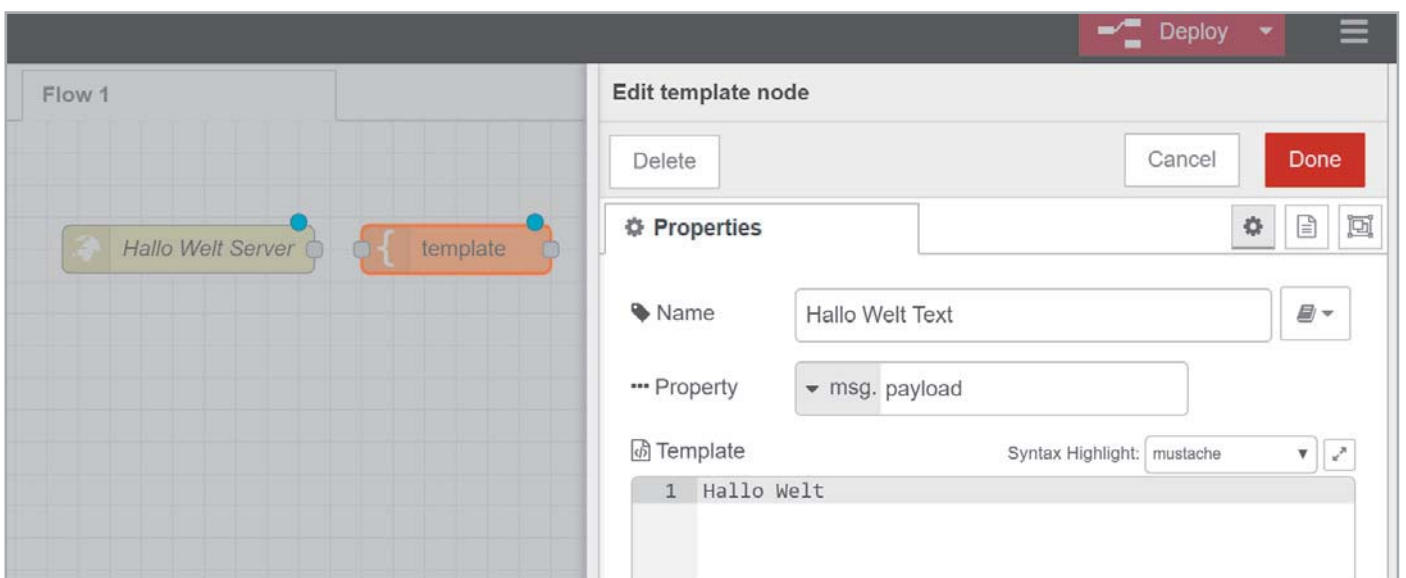 Deploy
Flow 1
Edit template node
Delete
Cancel
Done
Properties
Hallo Welt Server
template
Name
Hallo Welt Text
Property
msg. payload
Template
Syntax Highlight: mustache
1 Hallo Welt